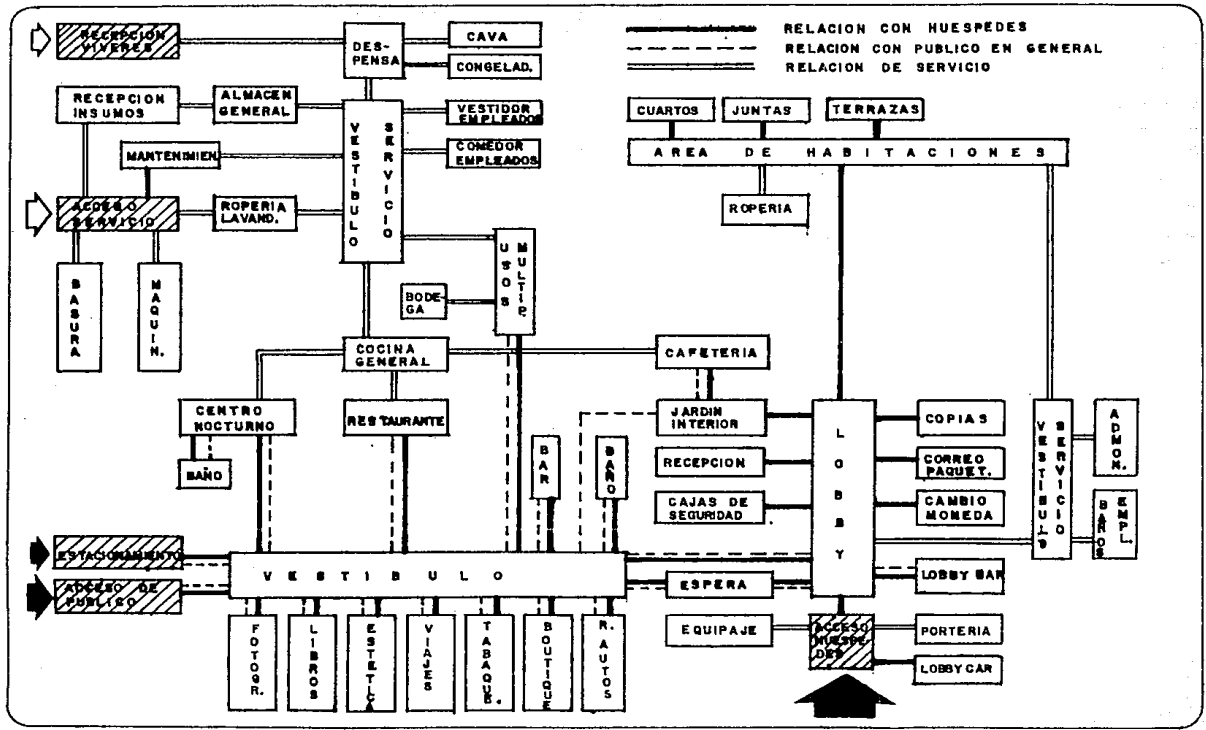 RECEPCION
VIVERES
DES-
PENSA
CAVA
CONGELAD.
RELACION CON HUESPEDES
RELACION CON PUBLICO EN GENERAL
RELACION DE SERVICIO
RECEPCION
INSUMOS
ALMACEN
GENERAL
VESTIBULO
SERVICIO
VESTIDOR
EMPLEADOS
COMEDOR
EMPLEADOS
MANTENIMIEN
ACCESO
SERVICIO
ROPERIA
LAVAND.
BASURA
MAQUIN.
CUARTOS
JUNTAS
TERRAZAS
AREA DE HABITACIONES
ROPERIA
USOS
MULTIP.
BODE-
GA
COCINA
GENERAL
CAFETERIA
CENTRO
NOCTURNO
RESTAURANTE
BAÑO
BAR
BAÑO
JARDIN
INTERIOR
RECEPCION
CAJAS DE
SEGURIDAD
LOBBY
COPIAS
CORREO
PAQUET.
CAMBIO
MONEDA
VESTIBULO
SERVICIO
ADMON.
BAÑOS
EMPL.
ESTACIONAMIENTO
ACCESO DE
PUBLICO
VESTIBULO
ESPERA
LOBBY BAR
FOTOGR.
LIBROS
ESTETICA
VIAJES
TABAQUE.
BOUTIQUE
R. AUTOS
EQUIPAJE
ACCESO
HUESPE-
DES
PORTERIA
LOBBY CAR